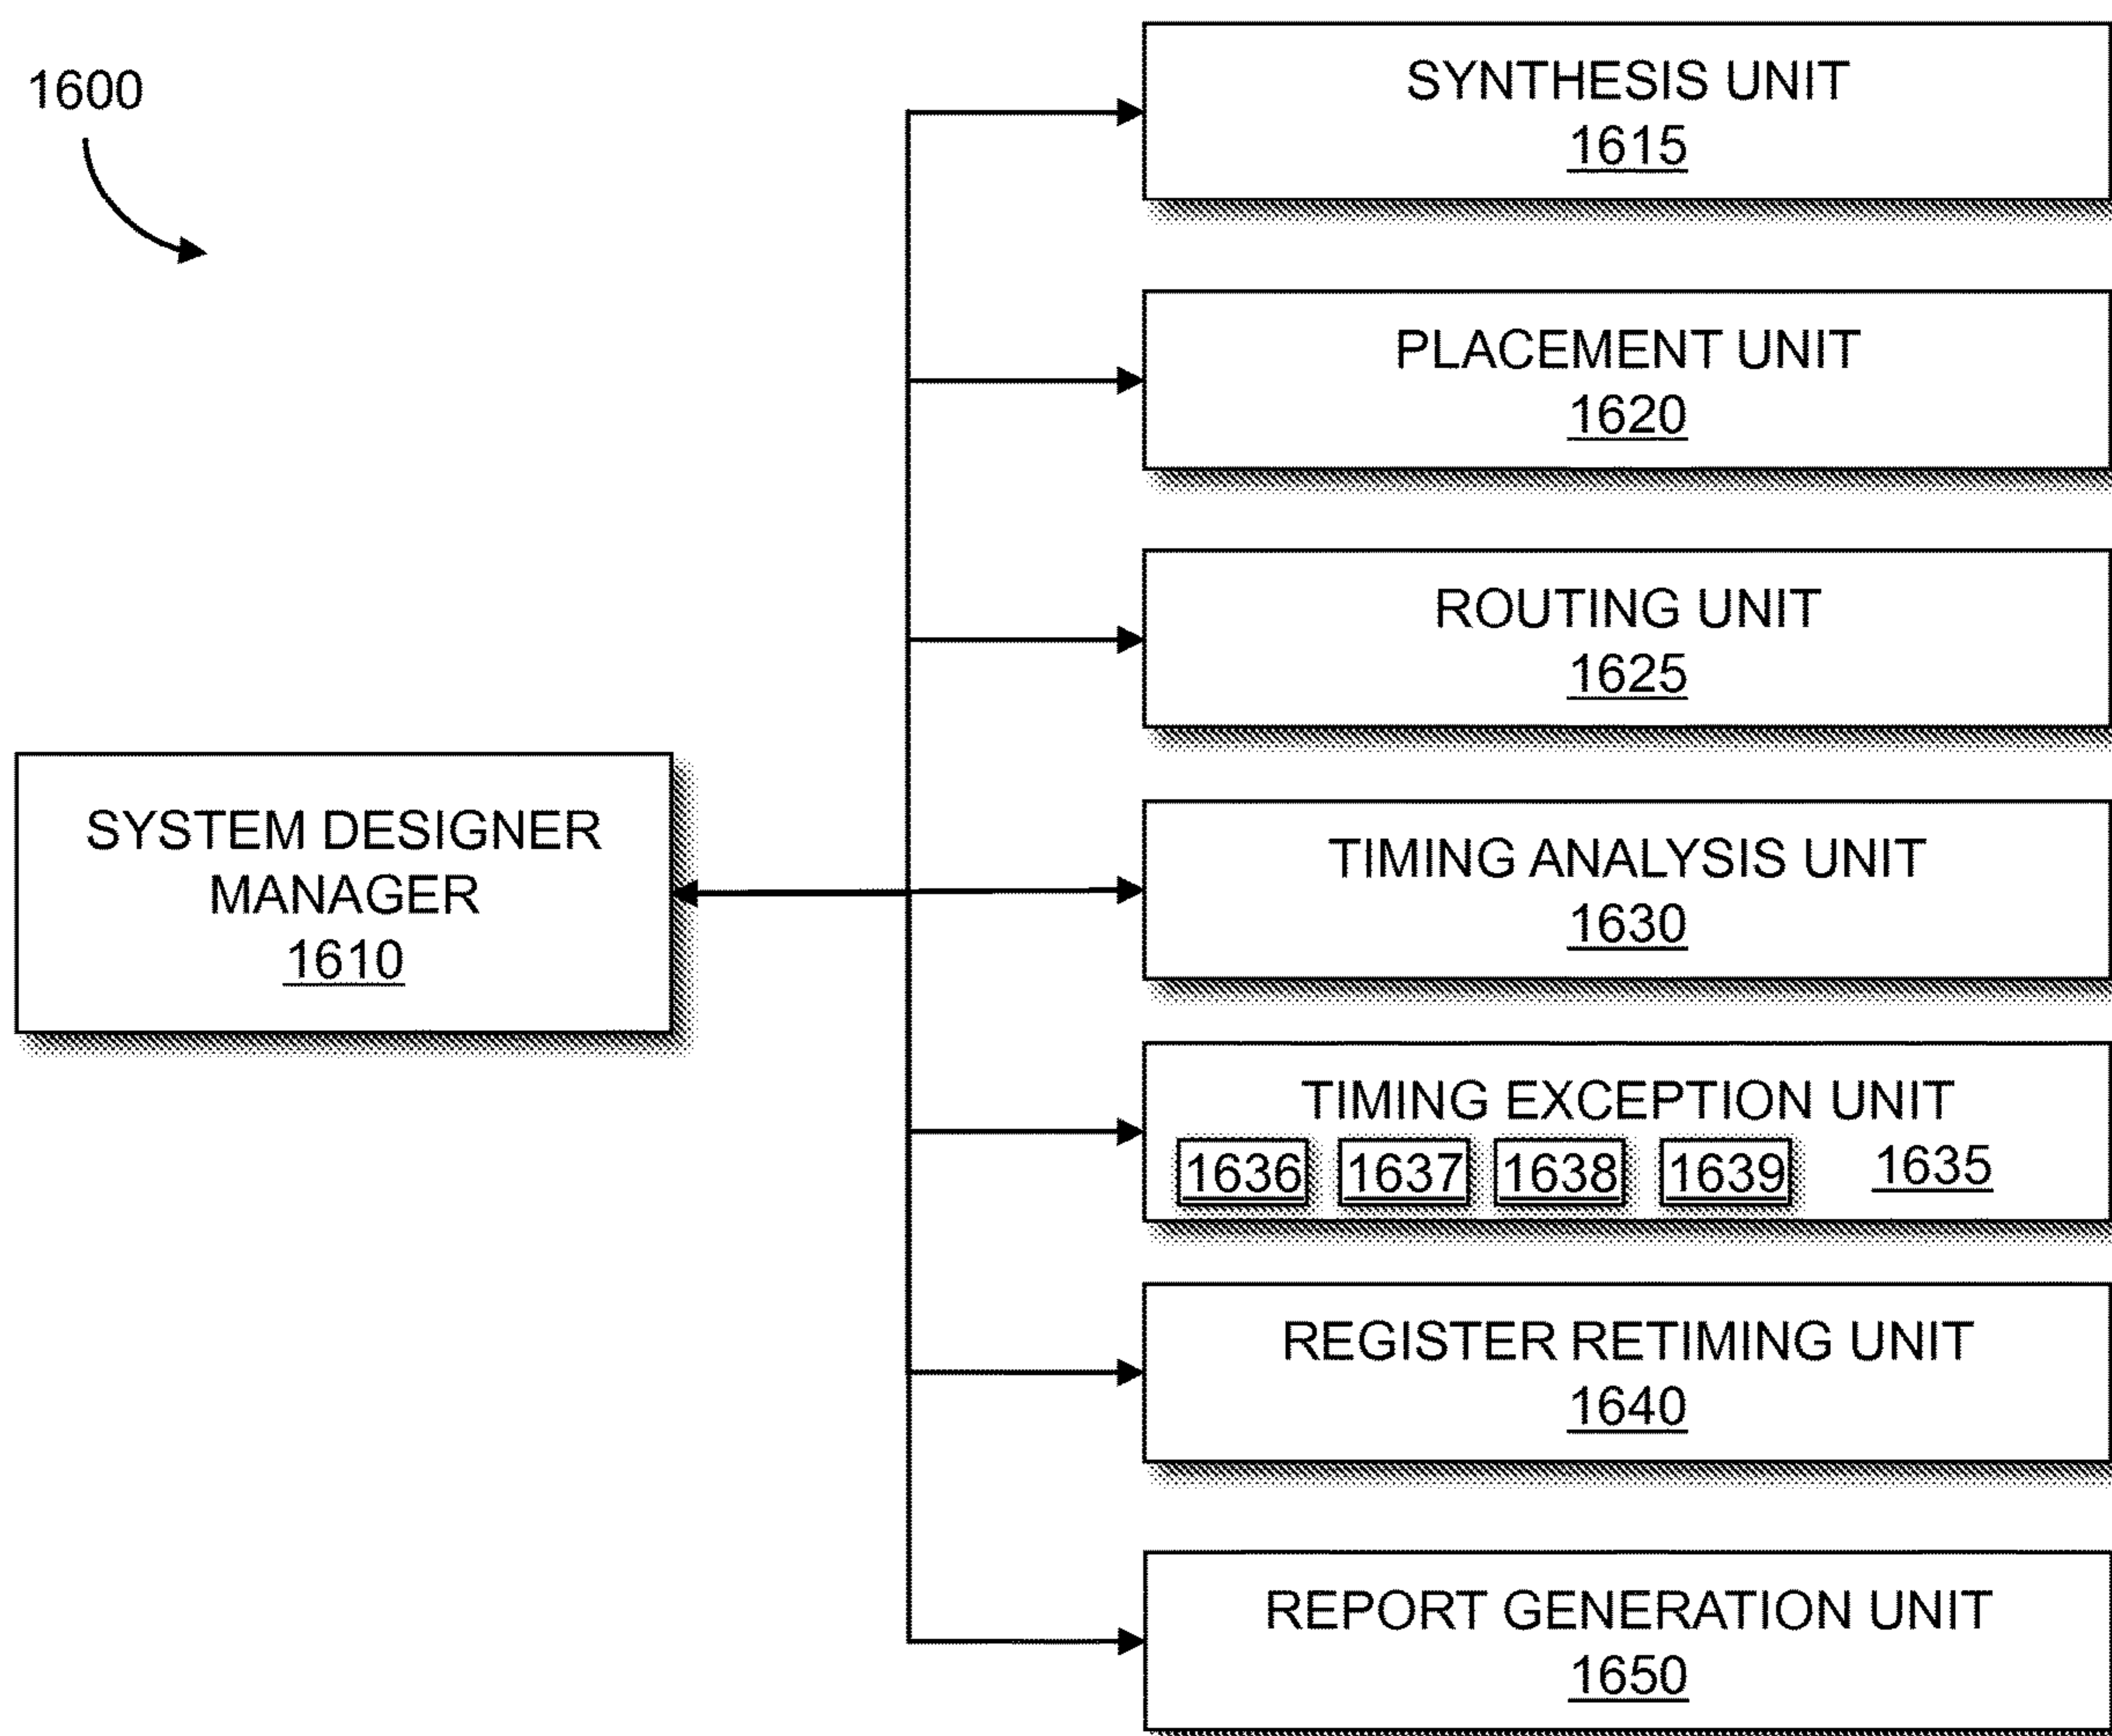 1600
SYNTHESIS UNIT
1615
PLACEMENT UNIT
1620
ROUTING UNIT
1625
SYSTEM DESIGNER
MANAGER
1610
TIMING ANALYSIS UNIT
1630
TIMING EXCEPTION UNIT
1636 1637 1638 1639 1635
REGISTER RETIMING UNIT
1640
REPORT GENERATION UNIT
1650